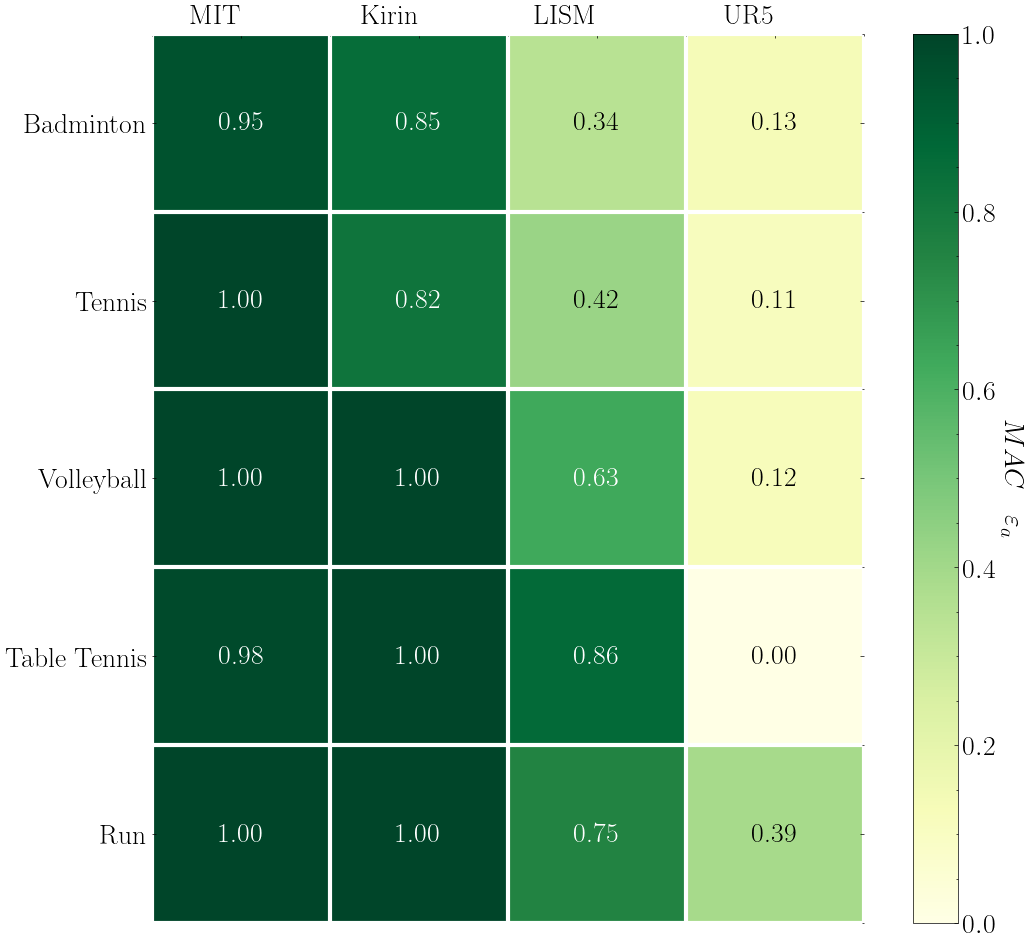 MIT Kirin LISM UR5
Badminton 0.95 0.85 0.34 0.13
Tennis 1.00 0.82 0.42 0.11
Volleyball 1.00 1.00 0.63 0.12
Table Tennis 0.98 1.00 0.86 0.00
Run 1.00 1.00 0.75 0.39
1.0
0.8
0.6
0.4
0.2
0.0
MAC εₐ